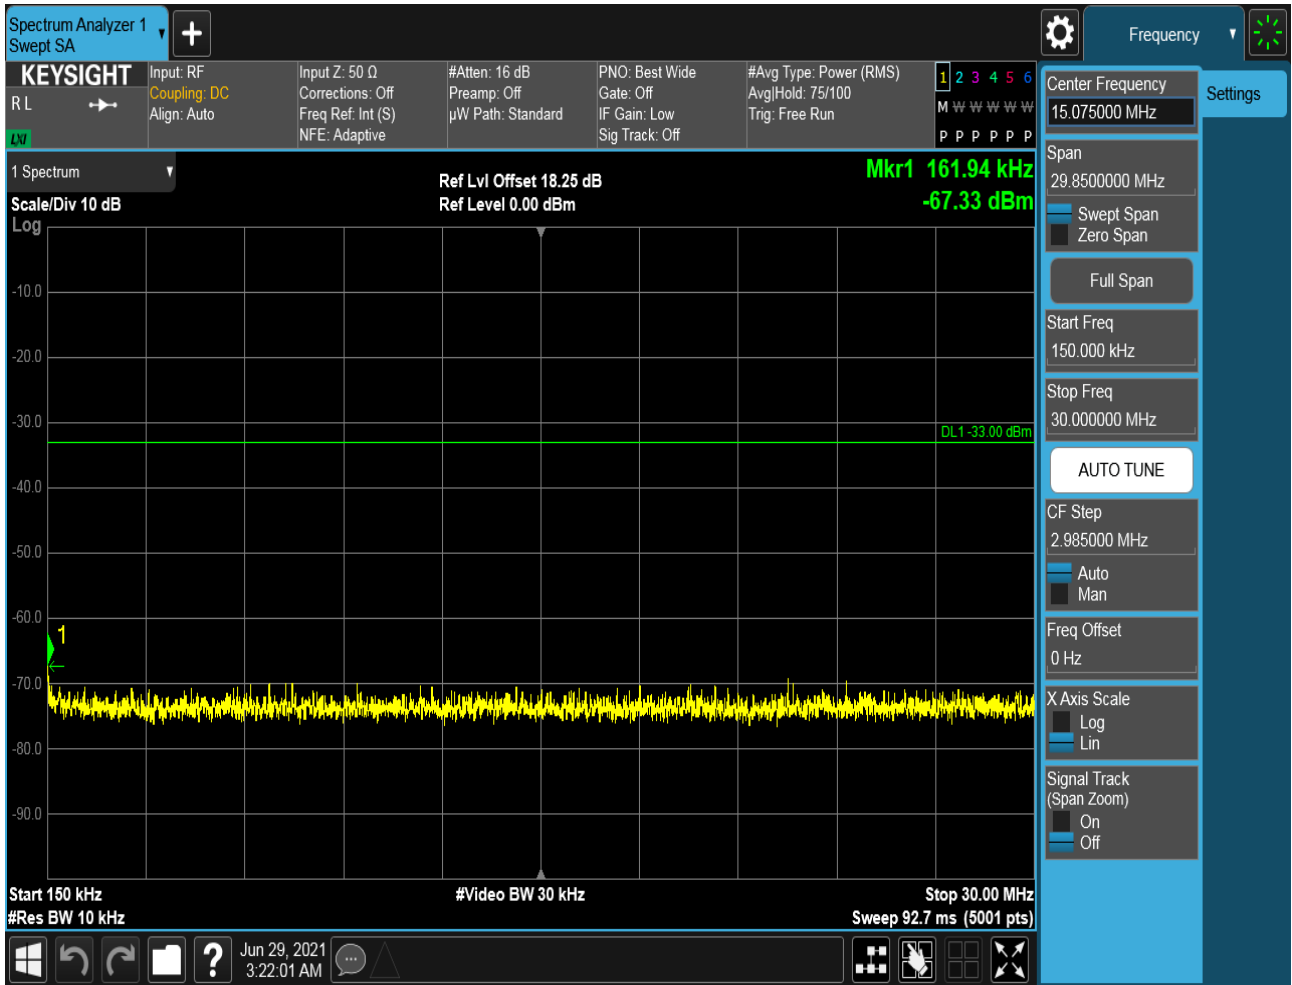 Spectrum Analyzer 1
Swept SA
Frequency
KEYSIGHT
R L
LXI
Input: RF
Coupling: DC
Align: Auto
Input Z: 50 Ω
Corrections: Off
Freq Ref: Int (S)
NFE: Adaptive
#Atten: 16 dB
Preamp: Off
µW Path: Standard
PNO: Best Wide
Gate: Off
IF Gain: Low
Sig Track: Off
#Avg Type: Power (RMS)
Avg|Hold: 75/100
Trig: Free Run
1 2 3 4 5 6
M W W W W W
P P P P P P
1 Spectrum
Scale/Div 10 dB
Log
Ref Lvl Offset 18.25 dB
Ref Level 0.00 dBm
Mkr1 161.94 kHz
-67.33 dBm
-10.0
-20.0
-30.0
DL1 -33.00 dBm
-40.0
-50.0
-60.0
1
-70.0
-80.0
-90.0
Start 150 kHz
#Res BW 10 kHz
#Video BW 30 kHz
Stop 30.00 MHz
Sweep 92.7 ms (5001 pts)
Jun 29, 2021
3:22:01 AM
Center Frequency
15.075000 MHz
Settings
Span
29.8500000 MHz
Swept Span
Zero Span
Full Span
Start Freq
150.000 kHz
Stop Freq
30.000000 MHz
AUTO TUNE
CF Step
2.985000 MHz
Auto
Man
Freq Offset
0 Hz
X Axis Scale
Log
Lin
Signal Track
(Span Zoom)
On
Off